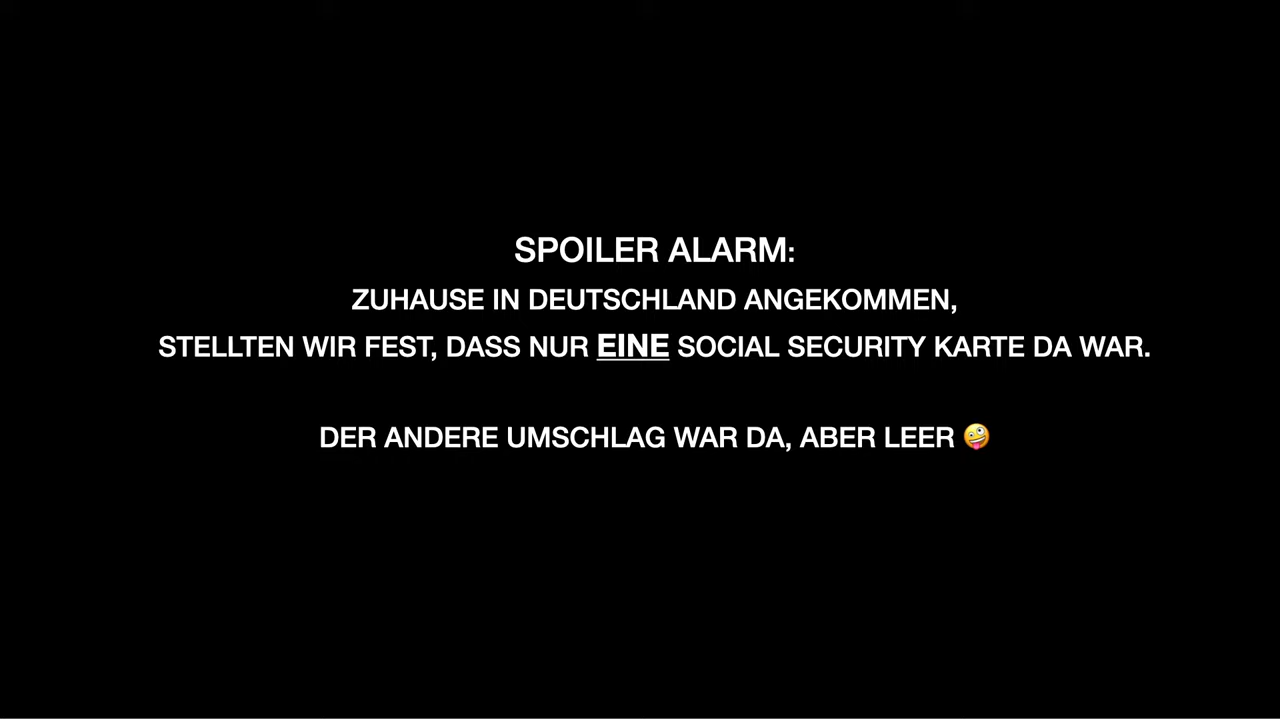 SPOILER ALARM:
ZUHAUSE IN DEUTSCHLAND ANGEKOMMEN,
STELLTEN WIR FEST, DASS NUR EINE SOCIAL SECURITY KARTE DA WAR.
DER ANDERE UMSCHLAG WAR DA, ABER LEER 🤪